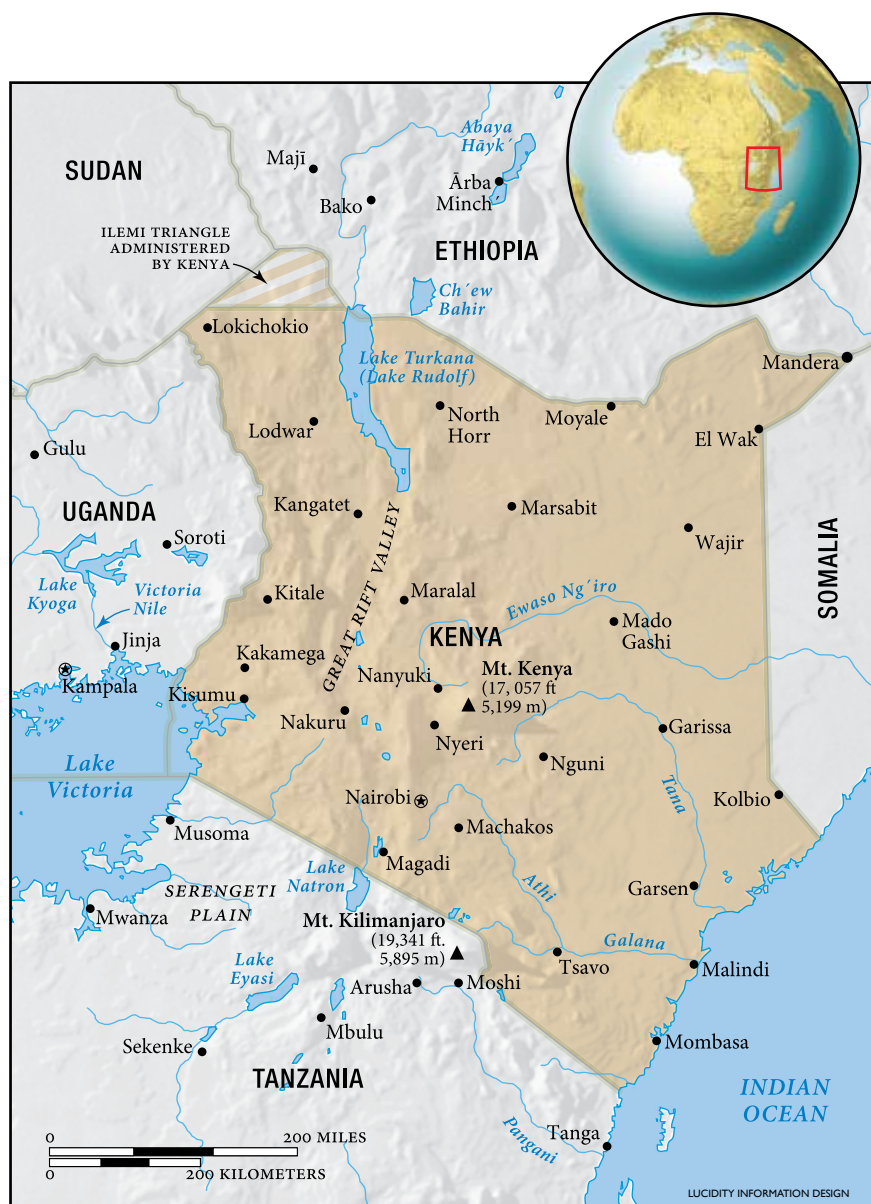 Abaya
Hāyk´
SUDAN
Majī
Ārba
Minch´
Bako
ILEMI TRIANGLE
ADMINISTERED
BY KENYA
ETHIOPIA
Ch´ew
Bahir
Lokichokio
Lake Turkana
(Lake Rudolf)
Mandera
North
Horr
Moyale
Lodwar
El Wak
Gulu
Kangatet
Marsabit
UGANDA
Soroti
Wajir
GREAT RIFT VALLEY
SOMALIA
Lake
Kyoga
Victoria
Nile
Kitale
Maralal
Ewaso Ng´iro
Mado
Gashi
Jinja
KENYA
Kakamega
Mt. Kenya
(17, 057 ft
5,199 m)
Kampala
Nanyuki
Kisumu
Nakuru
Nyeri
Garissa
Lake
Victoria
Nguni
Tana
Nairobi
Kolbio
Musoma
Machakos
Magadi
Lake
Natron
Athi
Garsen
SERENGETI
PLAIN
Mwanza
Mt. Kilimanjaro
(19,341 ft.
5,895 m)
Galana
Tsavo
Malindi
Lake
Eyasi
Arusha
Moshi
Mbulu
Sekenke
Mombasa
TANZANIA
INDIAN
OCEAN
Pangani
Tanga
0 200 MILES
0 200 KILOMETERS
LUCIDITY INFORMATION DESIGN